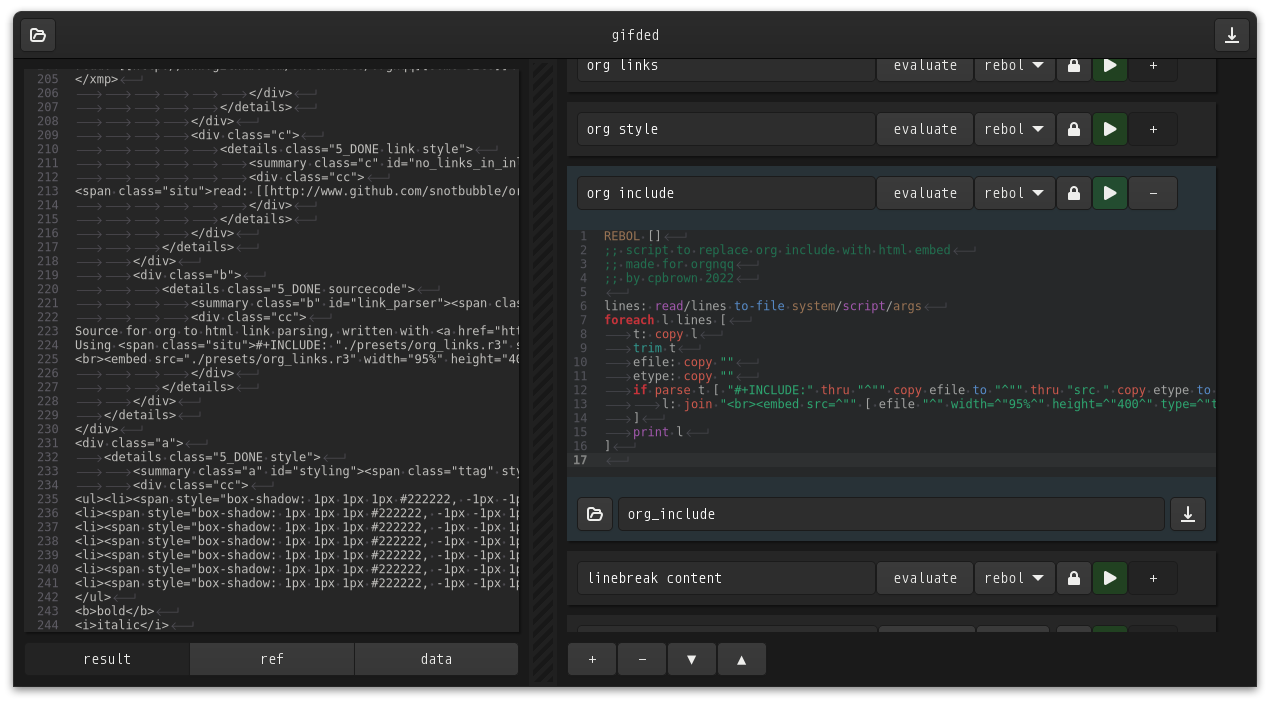 gifded
205 </xmp>
206 </div>
207 </details>
208 </div>
209 <div class="c">
210 <details class="5_DONE link style">
211 <summary class="c" id="no_links_in_in
212 <div class="cc">
213 <span class="situ">read: [[http://www.github.com/snotbubble/or
214 </div>
215 </details>
216 </div>
217 </details>
218 </div>
219 <div class="b">
220 <details class="5_DONE sourcecode">
221 <summary class="b" id="link_parser"><span clas
222 <div class="cc">
223 Source for org to html link parsing, written with <a href="htt
224 Using <span class="situ">#+INCLUDE: "./presets/org_links.r3" s
225 <br><embed src="./presets/org_links.r3" width="95%" height="40
226 </div>
227 </details>
228 </div>
229 </details>
230 </div>
231 <div class="a">
232 <details class="5_DONE style">
233 <summary class="a" id="styling"><span class="ttag" sty
234 <div class="cc">
235 <ul><li><span style="box-shadow: 1px 1px 1px #222222, -1px -1p
236 <li><span style="box-shadow: 1px 1px 1px #222222, -1px -1px 1p
237 <li><span style="box-shadow: 1px 1px 1px #222222, -1px -1px 1p
238 <li><span style="box-shadow: 1px 1px 1px #222222, -1px -1px 1p
239 <li><span style="box-shadow: 1px 1px 1px #222222, -1px -1px 1p
240 <li><span style="box-shadow: 1px 1px 1px #222222, -1px -1px 1p
241 <li><span style="box-shadow: 1px 1px 1px #222222, -1px -1px 1p
242 </ul>
243 <b>bold</b>
244 <i>italic</i>
result ref data
org links evaluate rebol +
org style evaluate rebol +
org include evaluate rebol −
1 REBOL []
2 ;; script to replace org include with html embed
3 ;; made for orgnqq
4 ;; by cpbrown 2022
5
6 lines: read/lines to-file system/script/args
7 foreach l lines [
8 t: copy l
9 trim t
10 efile: copy ""
11 etype: copy ""
12 if parse t [ "#+INCLUDE:" thru "^"" copy efile to "^"" thru "src " copy etype to
13 l: join "<br><embed src=^"" [ efile "^" width=^"95%^" height=^"400^" type=^"t
14 ]
15 print l
16 ]
17
org_include
linebreak content evaluate rebol +
+ − ▼ ▲